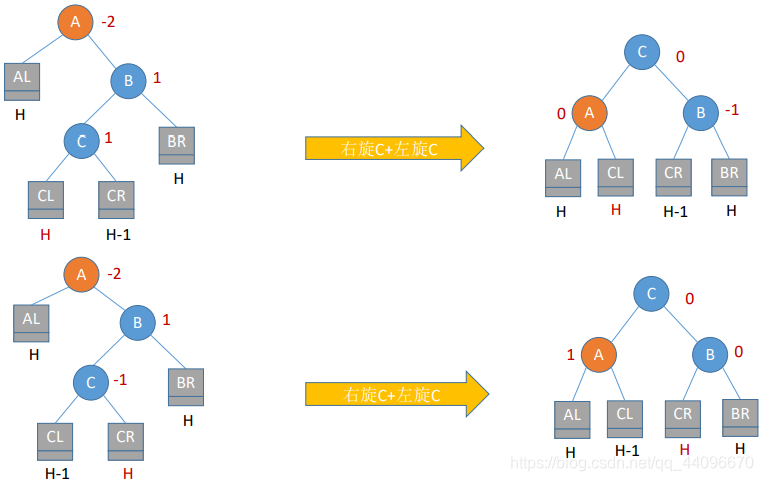 A -2
AL
H
B 1
C 1
BR
H
CL
H
CR
H-1
右旋C+左旋C
C 0
0 A
B -1
AL
H
CL
H
CR
H-1
BR
H
A -2
AL
H
B 1
C -1
BR
H
CL
H-1
CR
H
右旋C+左旋C
C 0
1 A
B 0
AL
H
CL
H-1
CR
H
BR
H
https://blog.csdn.net/qq_44096670